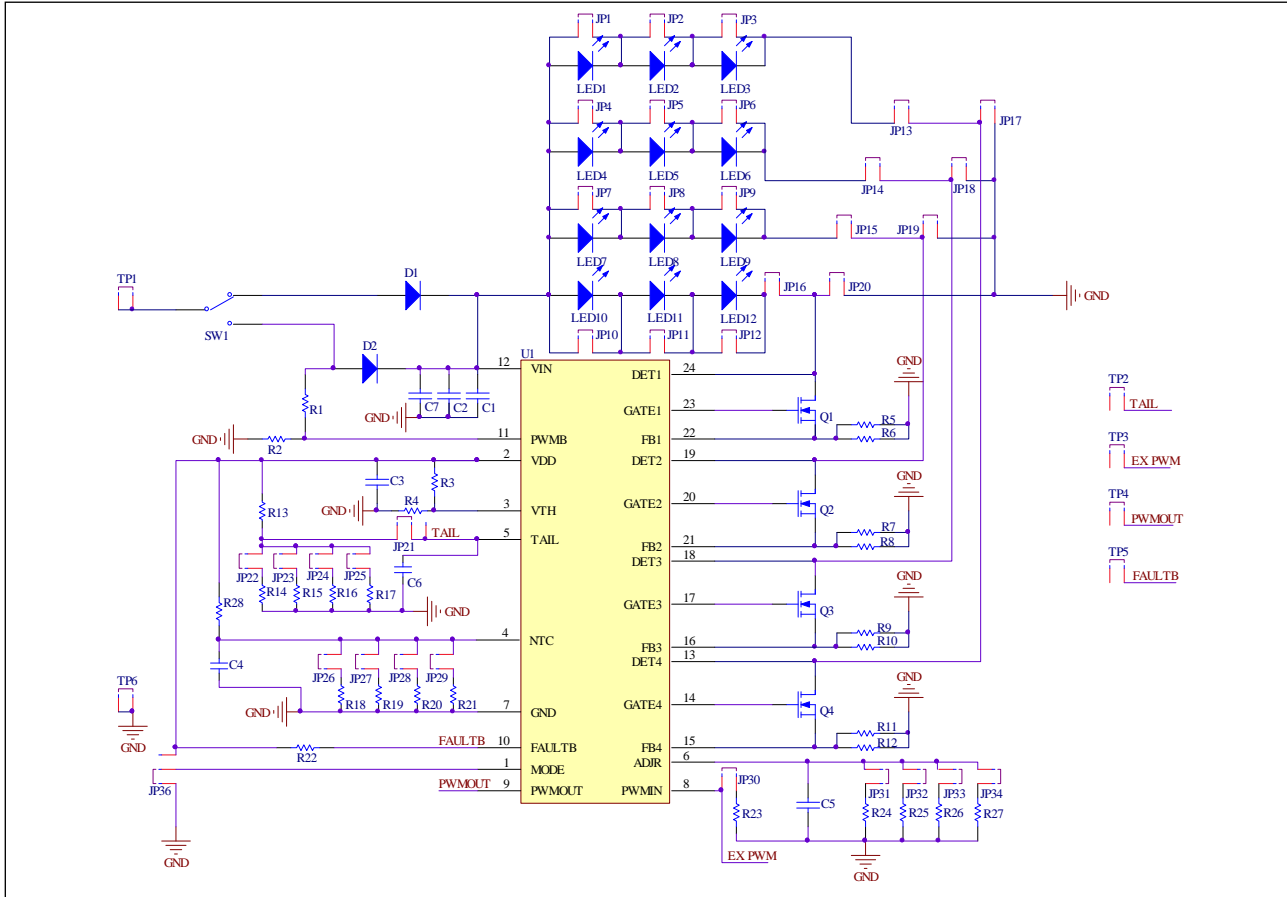 JP1 JP2 JP3
LED1 LED2 LED3
JP4 JP5 JP6
JP13 JP17
LED4 LED5 LED6
JP14 JP18
JP7 JP8 JP9
JP15 JP19
LED7 LED8 LED9
TP1 D1
JP16 JP20 GND
SW1
LED10 LED11 LED12
JP10 JP11 JP12
D2 U1
12 VIN DET1 24
GND
C7 C2 C1
R1
GND
23 GATE1 Q1
R5
R6
GND R2
11 PWMB FB1 22
2 VDD DET2 19
TP2
TAIL
TP3
EX PWM
TP4
PWMOUT
TP5
FAULTB
C3 R3
R4
GND
GND
20 GATE2 Q2
3 VTH
R13
JP21 TAIL
5 TAIL
R7
R8
FB2 21
DET3 18
JP22 JP23 JP24 JP25
C6
R14 R15 R16 R17
GND
GND
R28
GATE3 17 Q3
R9
R10
4 NTC FB3 16
DET4 13
C4
JP26 JP27 JP28 JP29
R18 R19 R20 R21
TP6
GND
GND
7 GND
GND
GATE4 14 Q4
R11
R12
FAULTB 10 FAULTB
R22
FB4 15
ADJR 6
1 MODE
JP36
PWMOUT 9 PWMOUT
PWMIN 8
JP30 JP31 JP32 JP33 JP34
R23 C5 R24 R25 R26 R27
GND
EX PWM
GND